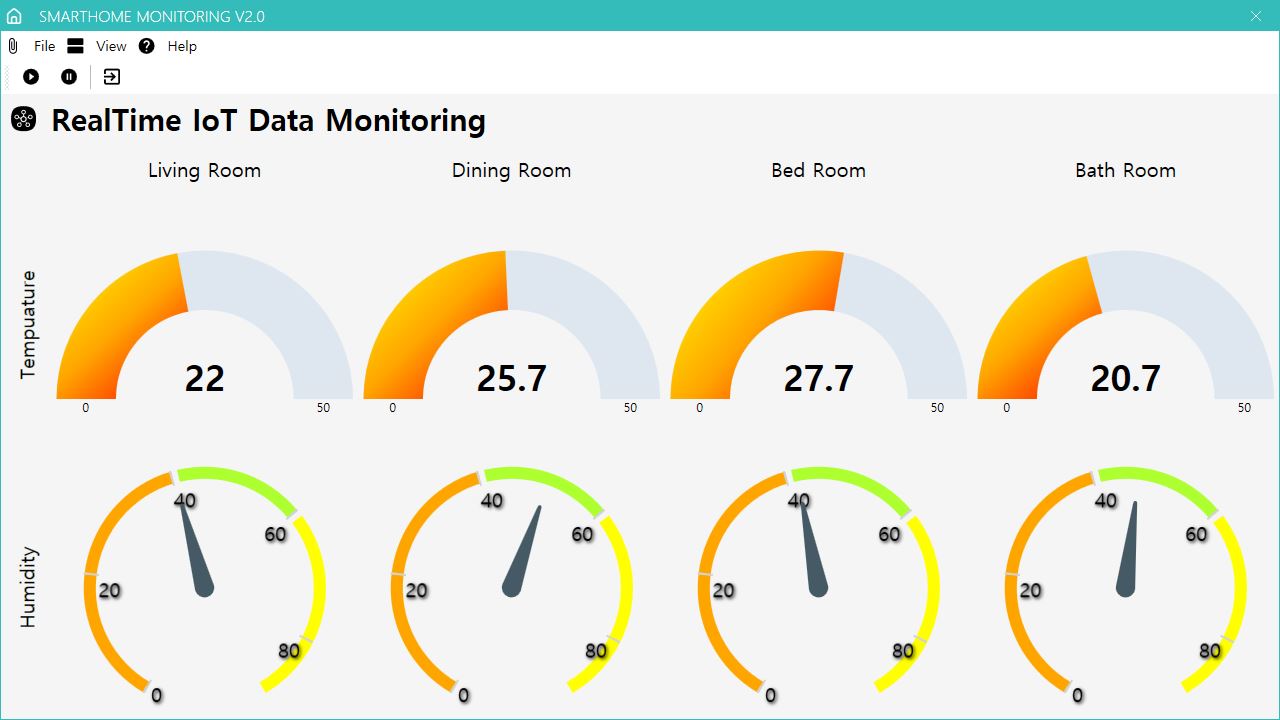 SMARTHOME MONITORING V2.0
File View Help
RealTime IoT Data Monitoring
Living Room Dining Room Bed Room Bath Room
Tempuature
22 25.7 27.7 20.7
0 50 0 50 0 50 0 50
Humidity
40 40 40 40
60 60 60 60
20 20 20 20
80 80 80 80
0 0 0 0